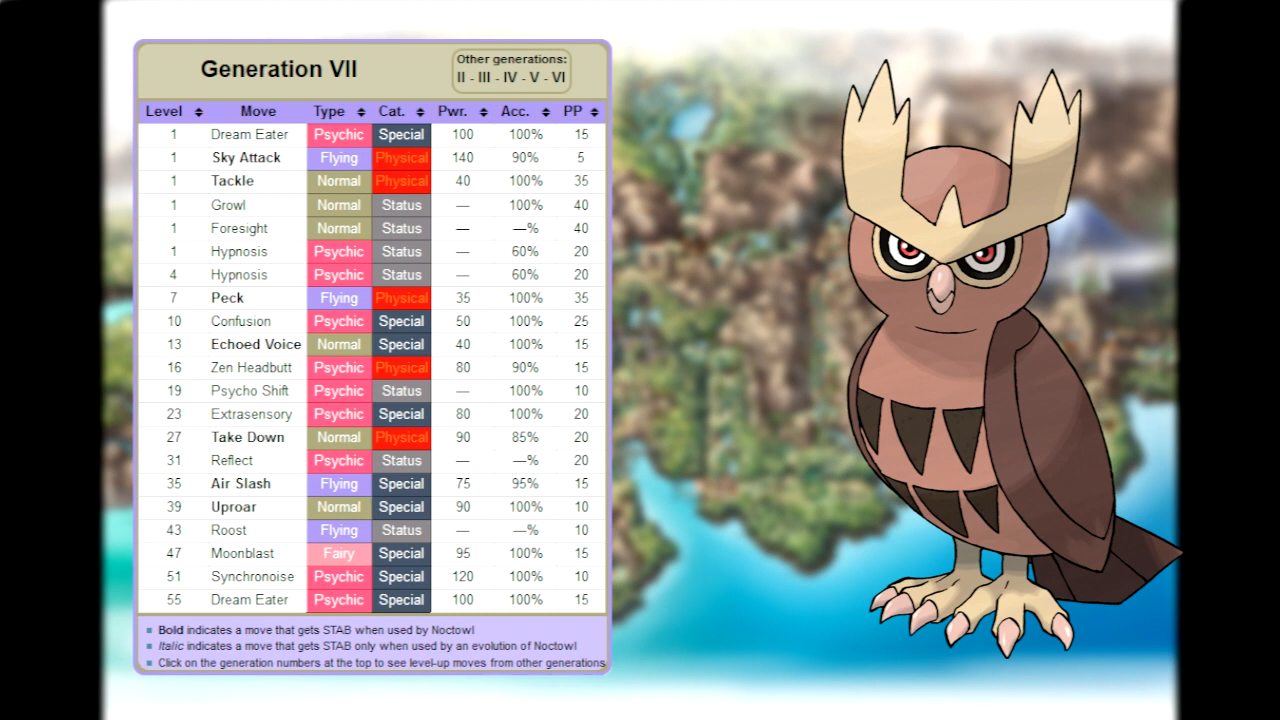 Generation VII
Other generations:
II - III - IV - V - VI
Level Move Type Cat. Pwr. Acc. PP
1 Dream Eater Psychic Special 100 100% 15
1 Sky Attack Flying Physical 140 90% 5
1 Tackle Normal Physical 40 100% 35
1 Growl Normal Status — 100% 40
1 Foresight Normal Status — —% 40
1 Hypnosis Psychic Status — 60% 20
4 Hypnosis Psychic Status — 60% 20
7 Peck Flying Physical 35 100% 35
10 Confusion Psychic Special 50 100% 25
13 Echoed Voice Normal Special 40 100% 15
16 Zen Headbutt Psychic Physical 80 90% 15
19 Psycho Shift Psychic Status — 100% 10
23 Extrasensory Psychic Special 80 100% 20
27 Take Down Normal Physical 90 85% 20
31 Reflect Psychic Status — —% 20
35 Air Slash Flying Special 75 95% 15
39 Uproar Normal Special 90 100% 10
43 Roost Flying Status — —% 10
47 Moonblast Fairy Special 95 100% 15
51 Synchronoise Psychic Special 120 100% 10
55 Dream Eater Psychic Special 100 100% 15
Bold indicates a move that gets STAB when used by Noctowl
Italic indicates a move that gets STAB only when used by an evolution of Noctowl
Click on the generation numbers at the top to see level-up moves from other generations